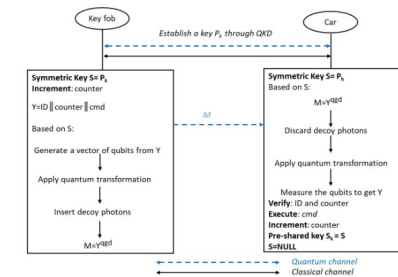 Key fob
Car
Establish a key Pk through QKD
Symmetric Key S= Pk
Increment: counter
Y=ID||counter||cmd
Based on S:
Generate a vector of qubits from Y
Apply quantum transformation
Insert decoy photons
M=Yqgd
M
Symmetric Key S= Pk
Based on S:
M=Yqgd
Discard decoy photons
Apply quantum transformation
Measure the qubits to get Y
Verify: ID and counter
Execute: cmd
Increment: counter
Pre-shared key Sk = S
S=NULL
Quantum channel
Classical channel